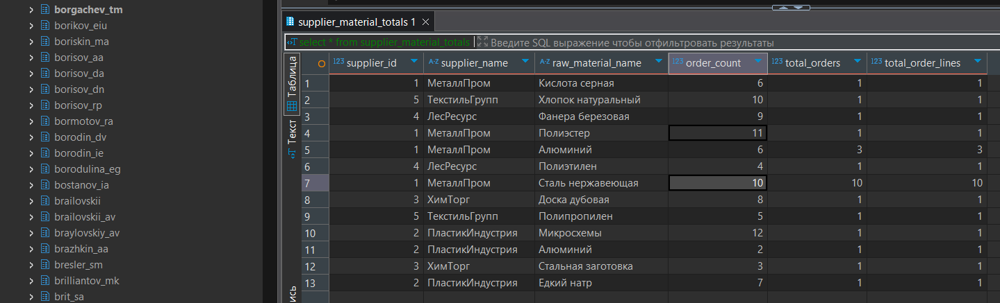 borgachev_tm
borikov_eiu
boriskin_ma
borisov_aa
borisov_da
borisov_dn
borisov_rp
bormotov_ra
borodin_dv
borodin_ie
borodulina_eg
bostanov_ia
brailovskii
brailovskii_av
braylovskiy_av
brazhkin_aa
bresler_sm
brilliantov_mk
brit_sa
supplier_material_totals 1
select * from supplier_material_totals Введите SQL выражение чтобы отфильтровать результаты
Таблица
Текст
ись
123 supplier_id A-Z supplier_name A-Z raw_material_name 123 order_count 123 total_orders 123 total_order_lines
1 1 МеталлПром Кислота серная 6 1 1
2 5 ТекстильГрупп Хлопок натуральный 10 1 1
3 4 ЛесРесурс Фанера березовая 9 1 1
4 1 МеталлПром Полиэстер 11 1 1
5 1 МеталлПром Алюминий 6 3 3
6 4 ЛесРесурс Полиэтилен 4 1 1
7 1 МеталлПром Сталь нержавеющая 10 10 10
8 3 ХимТорг Доска дубовая 8 1 1
9 5 ТекстильГрупп Полипропилен 5 1 1
10 2 ПластикИндустрия Микросхемы 12 1 1
11 2 ПластикИндустрия Алюминий 2 1 1
12 3 ХимТорг Стальная заготовка 3 1 1
13 2 ПластикИндустрия Едкий натр 7 1 1